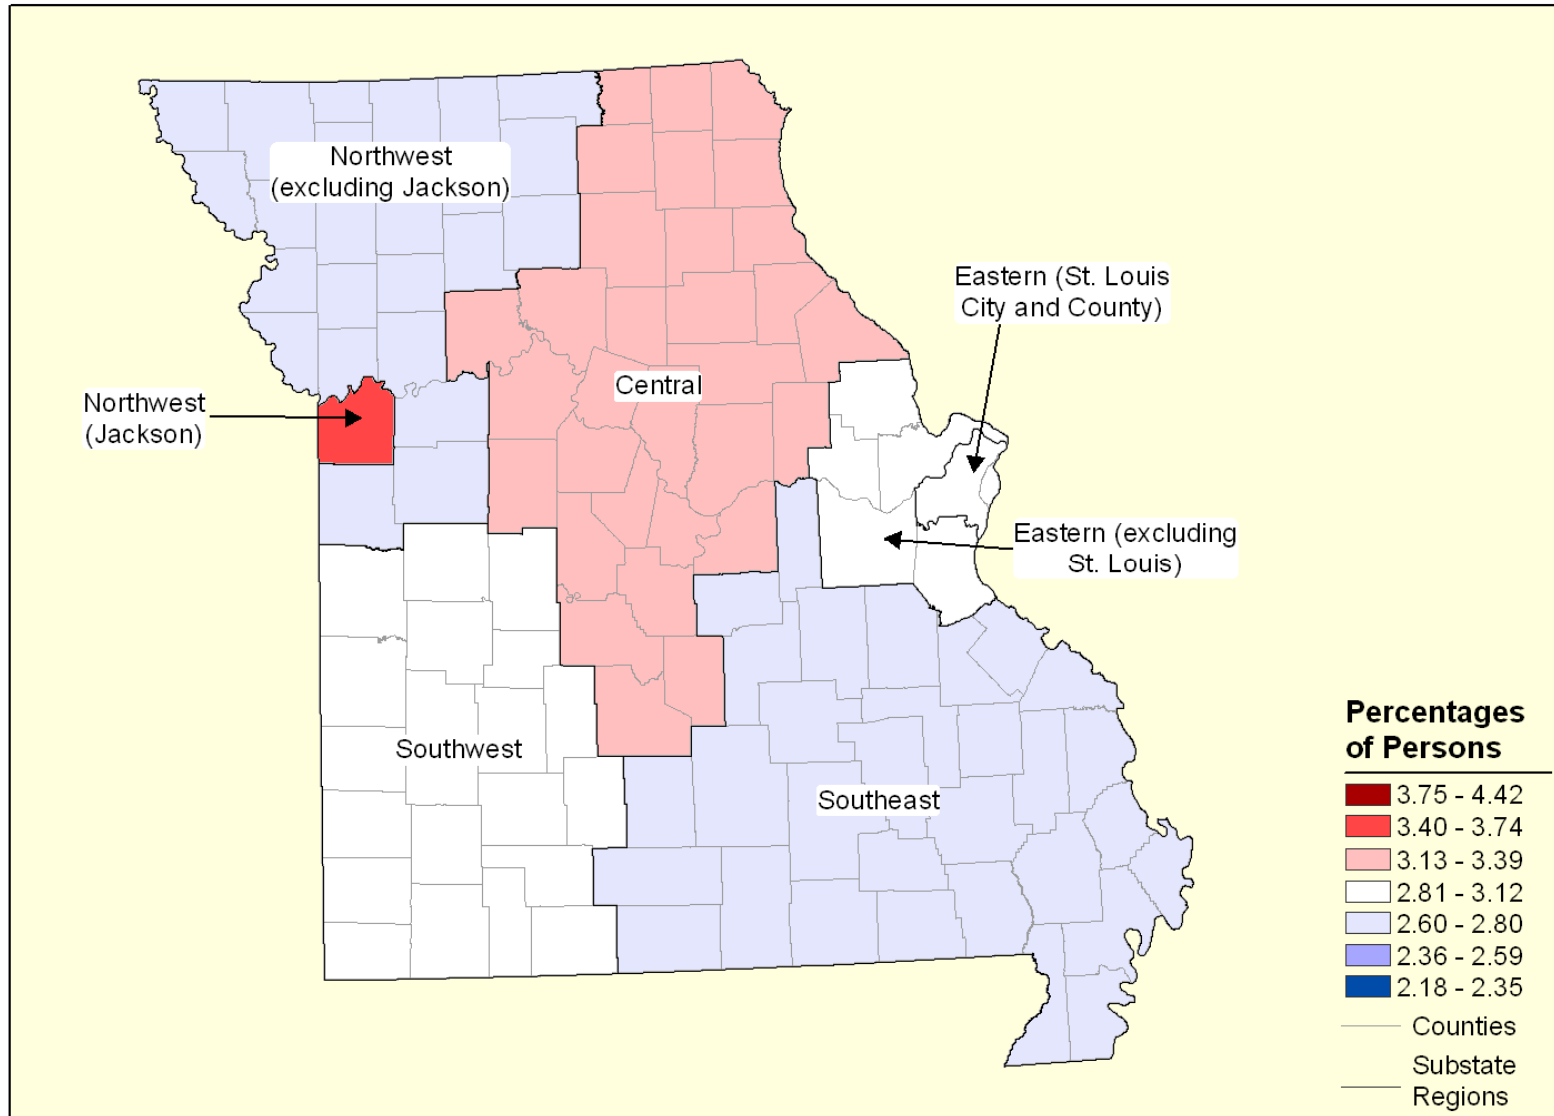 Northwest
(excluding Jackson)
Eastern (St. Louis
City and County)
Central
Northwest
(Jackson)
Eastern (excluding
St. Louis)
Southwest
Southeast
Percentages
of Persons
3.75 - 4.42
3.40 - 3.74
3.13 - 3.39
2.81 - 3.12
2.60 - 2.80
2.36 - 2.59
2.18 - 2.35
Counties
Substate
Regions